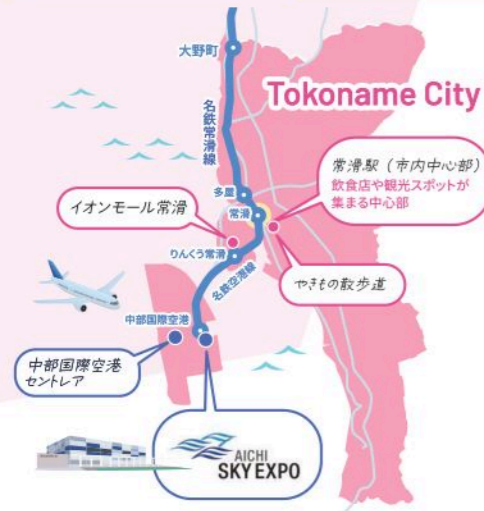 大野町
名鉄常滑線
Tokoname City
常滑駅（市内中心部）
飲食店や観光スポットが
集まる中心部
多屋
イオンモール常滑
常滑
りんくう常滑
名鉄空港線
やきもの散歩道
中部国際空港
中部国際空港
セントレア
AICHI
SKY EXPO